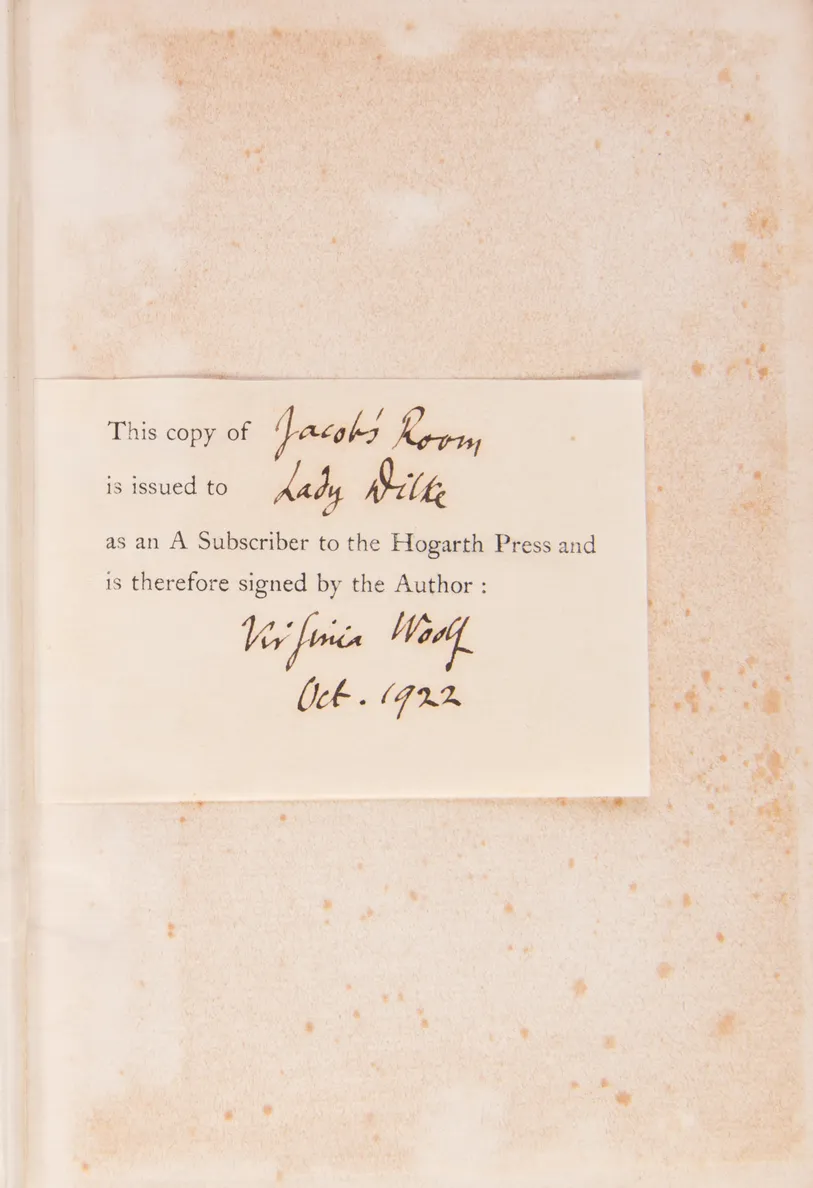 This copy of Jacob's Room
is issued to Lady Dilke
as an A Subscriber to the Hogarth Press and
is therefore signed by the Author :
Virginia Woolf
Oct. 1922